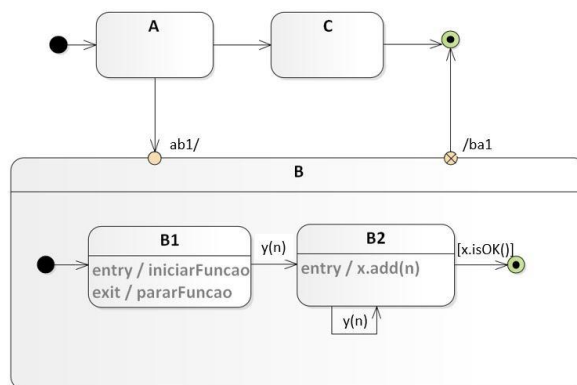 A
C
ab1/
/ba1
B
B1
y(n)
B2
[x.isOK()]
entry / iniciarFuncao
exit / pararFuncao
entry / x.add(n)
y(n)